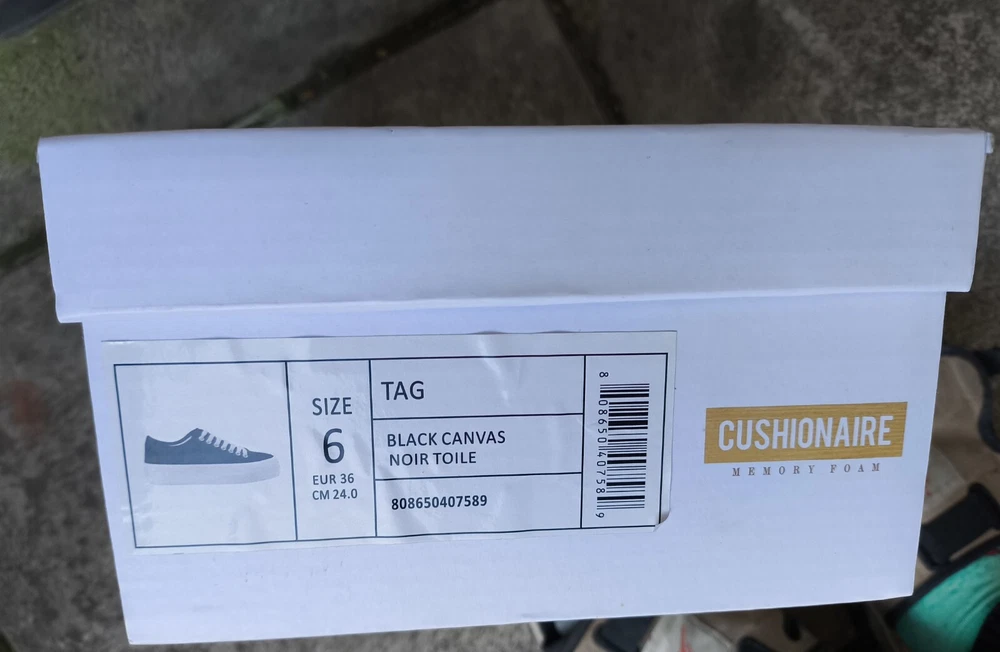 SIZE
6
EUR 36
CM 24.0
TAG
BLACK CANVAS
NOIR TOILE
808650407589
8 08650 40758 9
CUSHIONAIRE
MEMORY FOAM